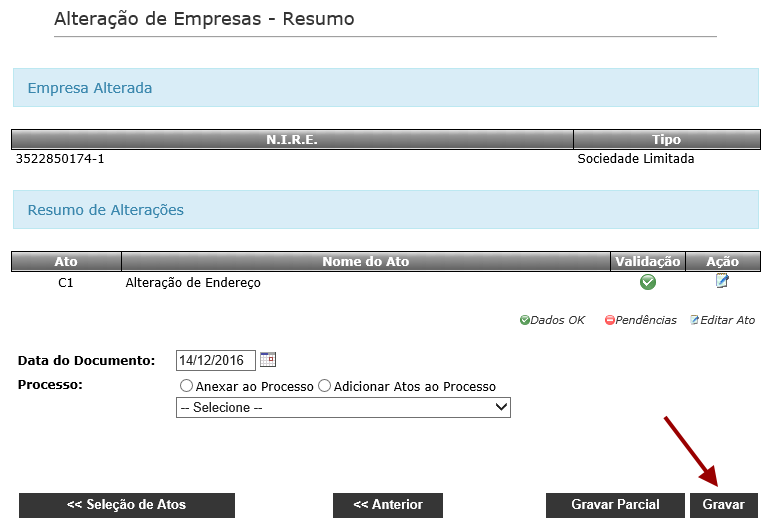 Alteração de Empresas - Resumo
Empresa Alterada
N.I.R.E. Tipo
3522850174-1 Sociedade Limitada
Resumo de Alterações
Ato Nome do Ato Validação Ação
C1 Alteração de Endereço
Dados OK Pendências Editar Ato
Data do Documento: 14/12/2016
Processo: Anexar ao Processo Adicionar Atos ao Processo
-- Selecione --
<< Seleção de Atos << Anterior Gravar Parcial Gravar